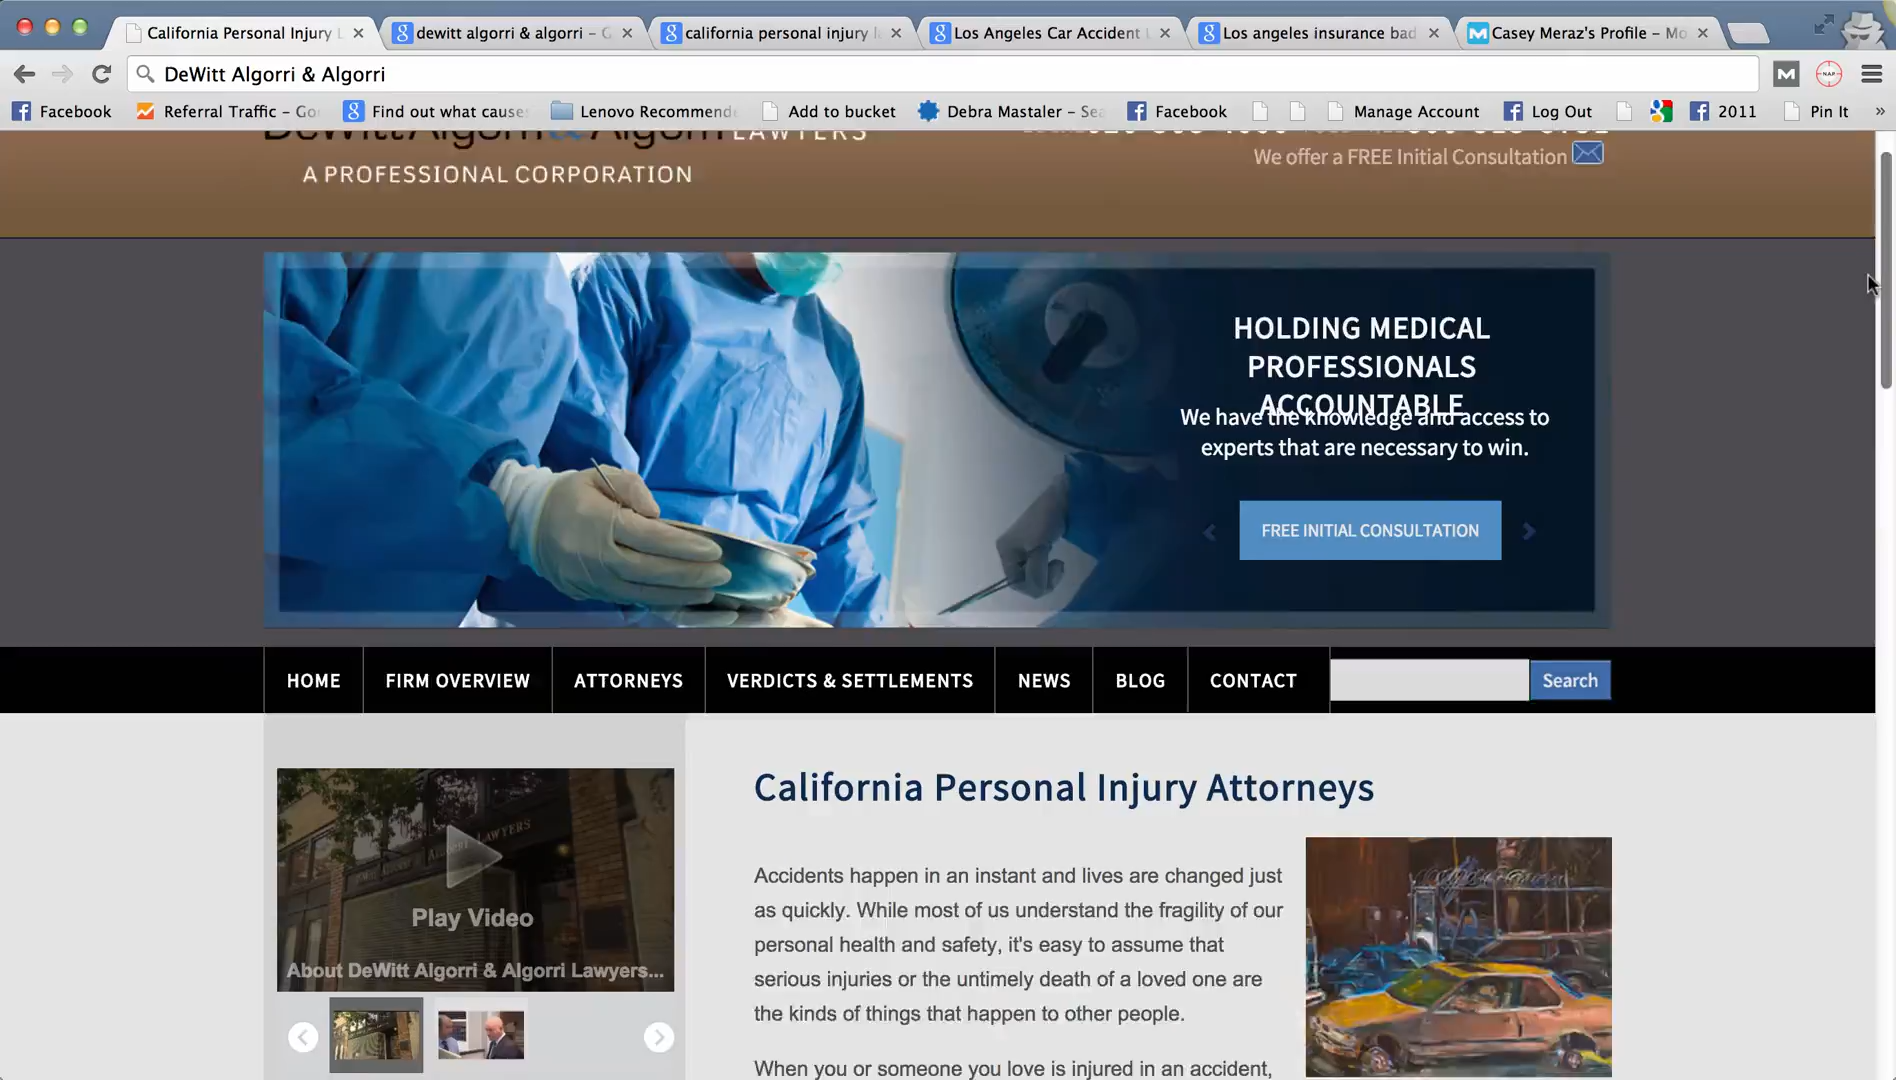 California Personal Injury L
dewitt algorri & algorri – G
california personal injury l
Los Angeles Car Accident L
Los angeles insurance bad
Casey Meraz's Profile – Mo
DeWitt Algorri & Algorri
Facebook
Referral Traffic – Go
Find out what cause
Lenovo Recommende
Add to bucket
Debra Mastaler – Sea
Facebook
Manage Account
Log Out
2011
Pin It
»
DeWitt Algorri & Algorri LAWYERS
A PROFESSIONAL CORPORATION
We offer a FREE Initial Consultation
HOLDING MEDICAL
PROFESSIONALS
ACCOUNTABLE
We have the knowledge and access to
experts that are necessary to win.
FREE INITIAL CONSULTATION
HOME
FIRM OVERVIEW
ATTORNEYS
VERDICTS & SETTLEMENTS
NEWS
BLOG
CONTACT
Search
Play Video
About DeWitt Algorri & Algorri Lawyers...
California Personal Injury Attorneys
Accidents happen in an instant and lives are changed just
as quickly. While most of us understand the fragility of our
personal health and safety, it's easy to assume that
serious injuries or the untimely death of a loved one are
the kinds of things that happen to other people.
When you or someone you love is injured in an accident,